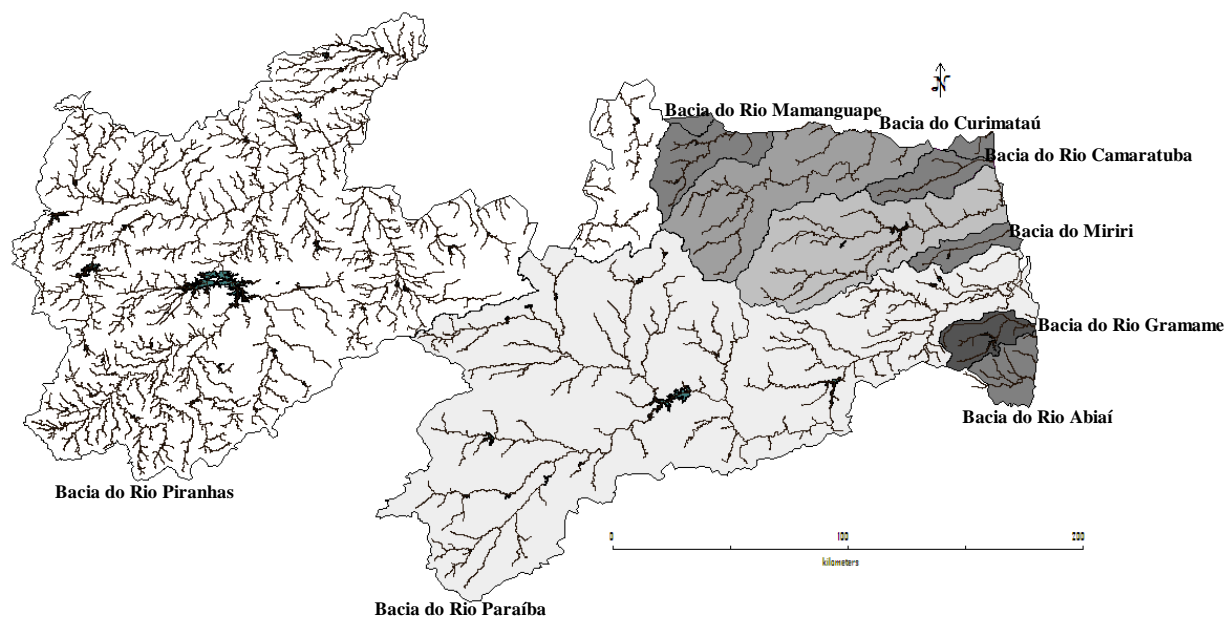 N
Bacia do Rio Mamanguape
Bacia do Curimataú
Bacia do Rio Camaratuba
Bacia do Miriri
Bacia do Rio Gramame
Bacia do Rio Abiaí
Bacia do Rio Piranhas
0 100 200
kilometers
Bacia do Rio Paraíba